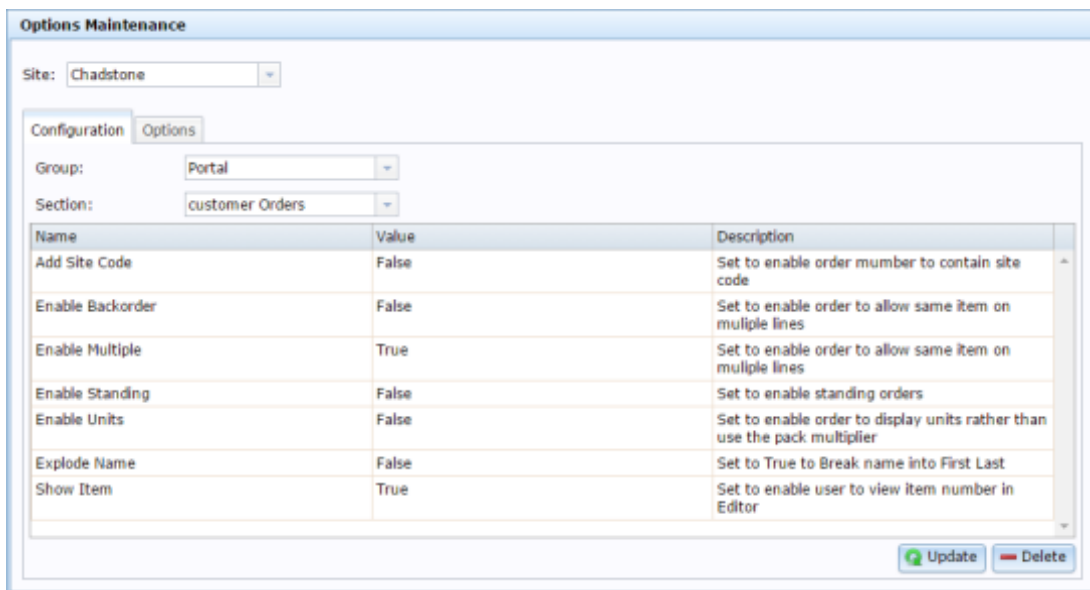 Options Maintenance
Site: Chadstone
Configuration Options
Group: Portal
Section: customer Orders
Name Value Description
Add Site Code False Set to enable order mumber to contain site
code
Enable Backorder False Set to enable order to allow same item on
muliple lines
Enable Multiple True Set to enable order to allow same item on
muliple lines
Enable Standing False Set to enable standing orders
Enable Units False Set to enable order to display units rather than
use the pack multiplier
Explode Name False Set to True to Break name into First Last
Show Item True Set to enable user to view item number in
Editor
Update Delete